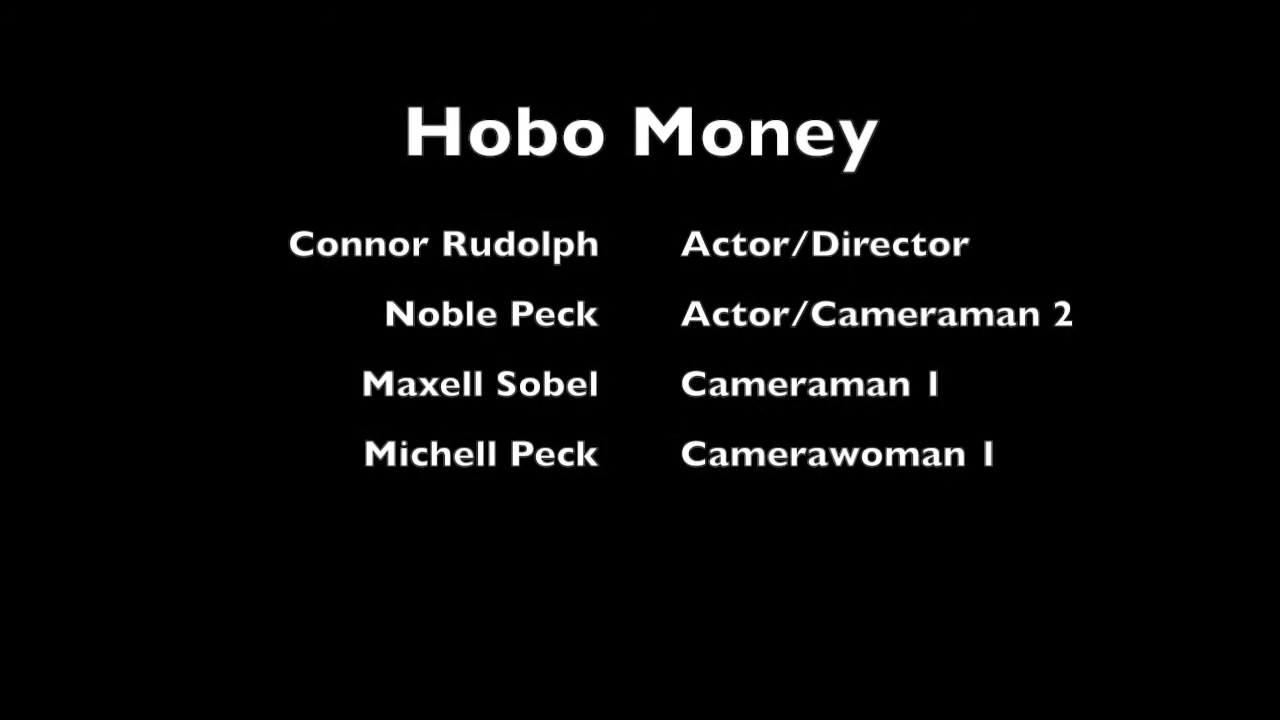 Hobo Money
Connor Rudolph Actor/Director
Noble Peck Actor/Cameraman 2
Maxell Sobel Cameraman 1
Michell Peck Camerawoman 1